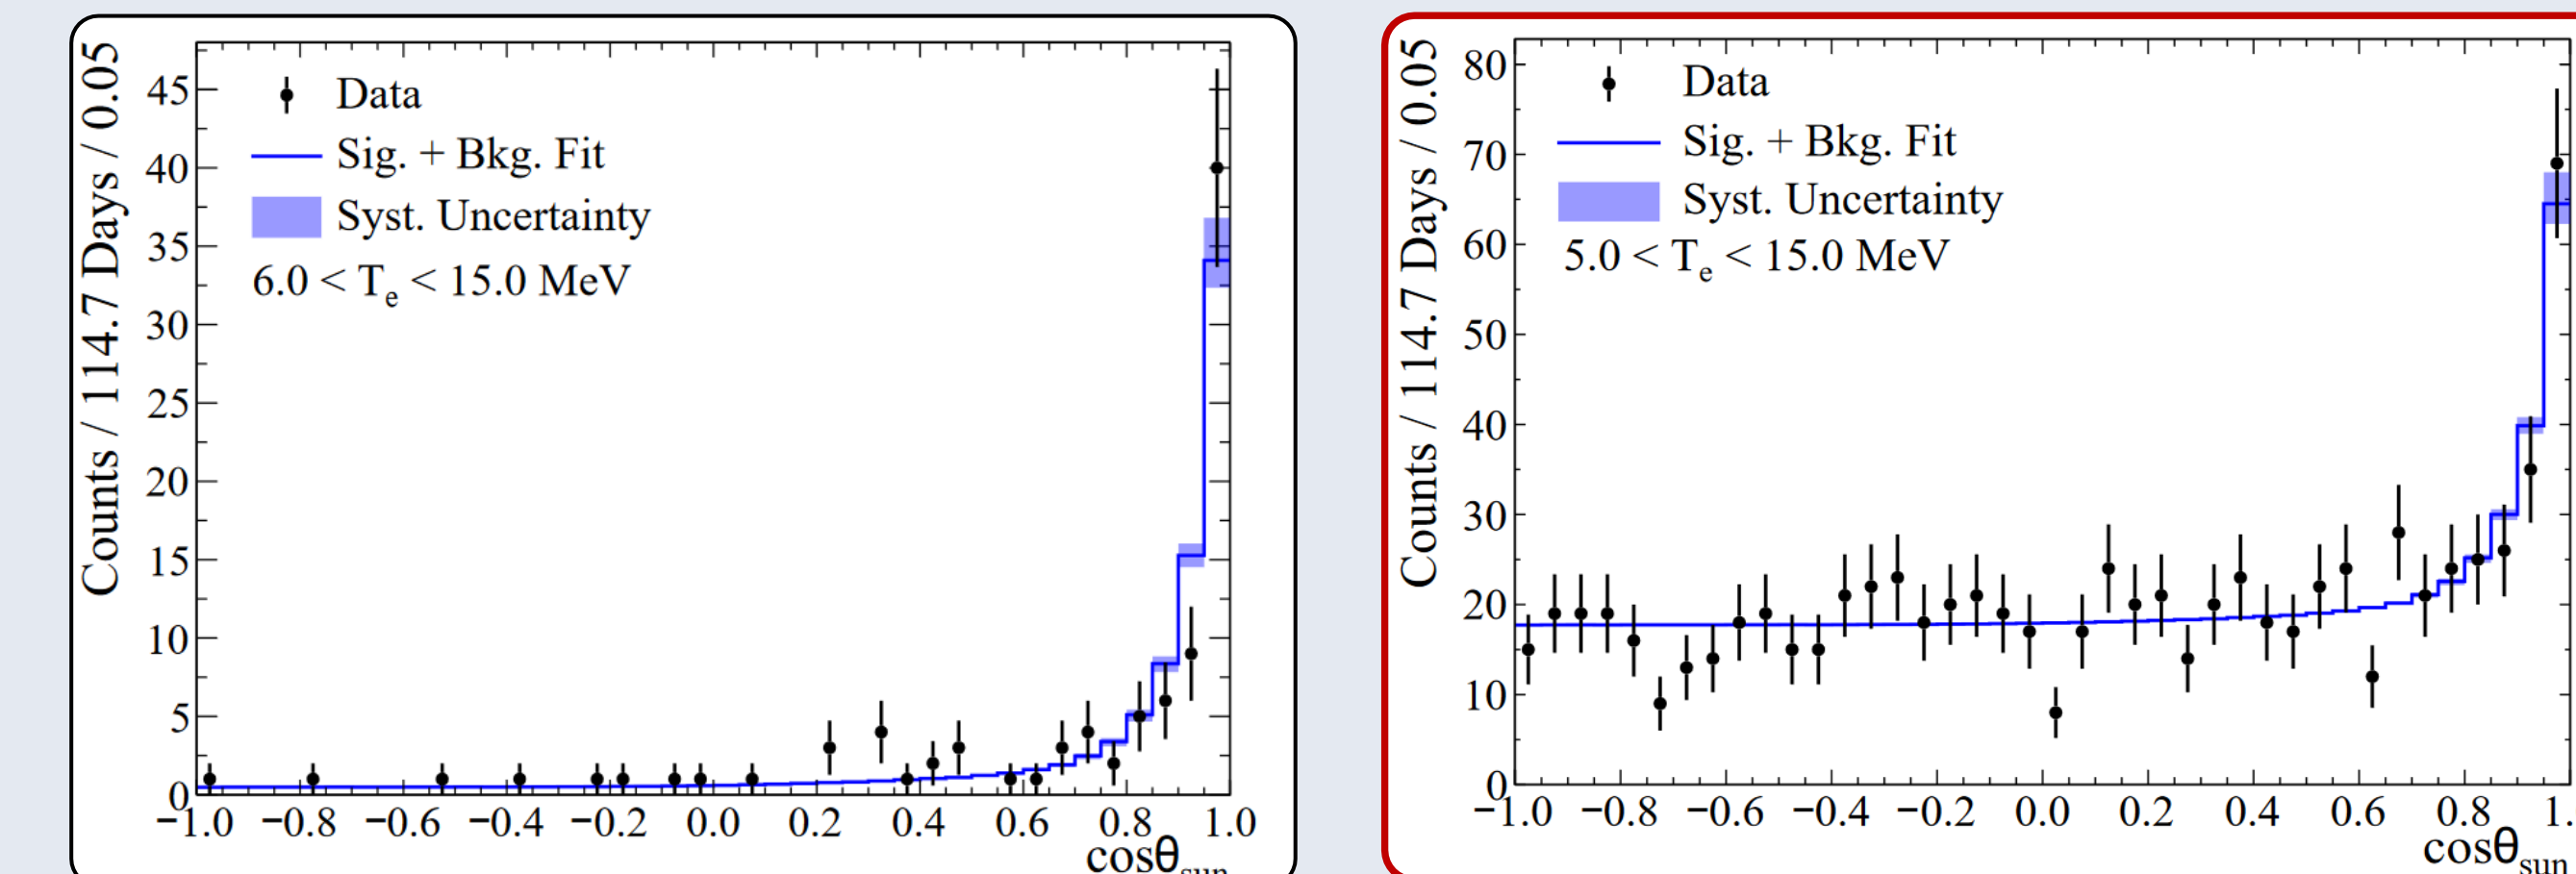 Counts / 114.7 Days / 0.05
45
40
35
30
25
20
15
10
5
0
Data
Sig. + Bkg. Fit
Syst. Uncertainty
6.0 < Te < 15.0 MeV
−1.0 −0.8 −0.6 −0.4 −0.2 0.0 0.2 0.4 0.6 0.8 1.0
cosθsun
Counts / 114.7 Days / 0.05
80
70
60
50
40
30
20
10
0
Data
Sig. + Bkg. Fit
Syst. Uncertainty
5.0 < Te < 15.0 MeV
−1.0 −0.8 −0.6 −0.4 −0.2 0.0 0.2 0.4 0.6 0.8 1.
cosθsun